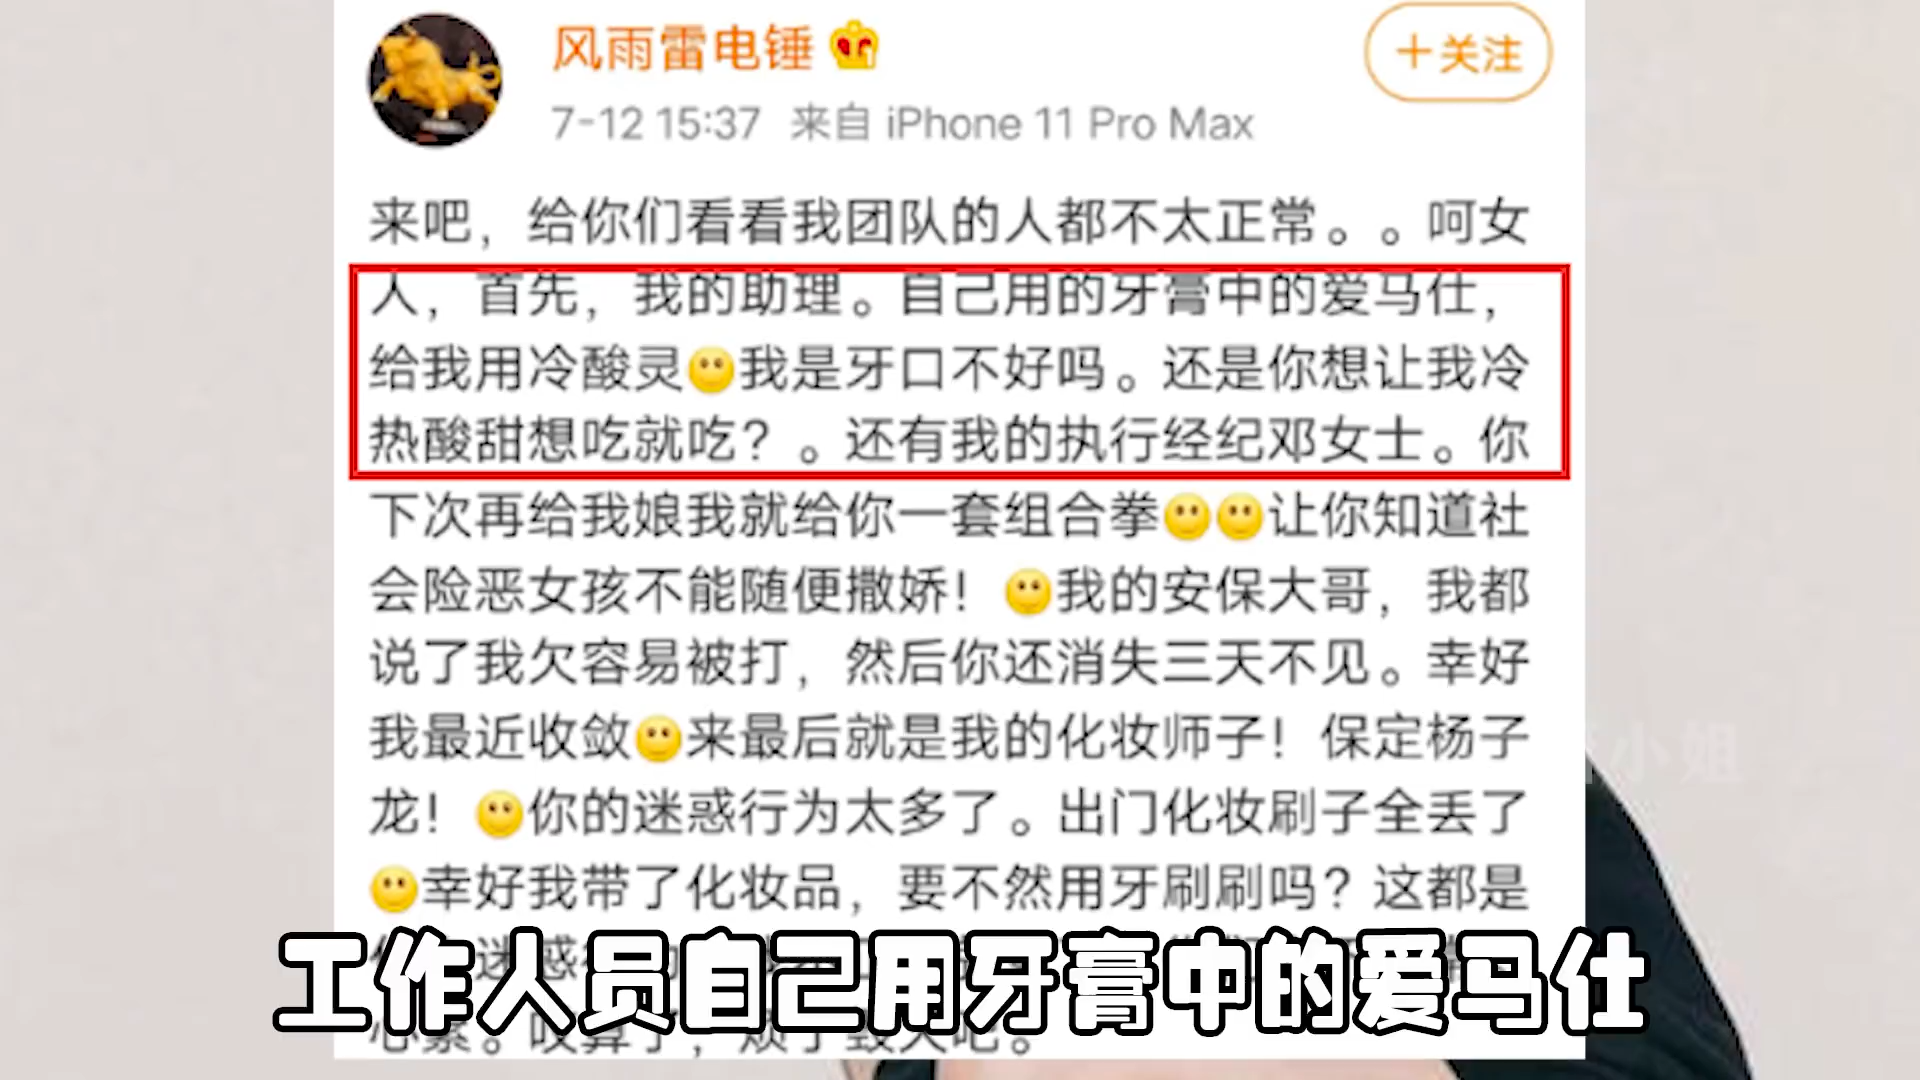 风雨雷电锤
+关注
7-12 15:37 来自 iPhone 11 Pro Max
来吧，给你们看看我团队的人都不太正常。。呵女
人，首先，我的助理。自己用的牙膏中的爱马仕，
给我用冷酸灵😶我是牙口不好吗。还是你想让我冷
热酸甜想吃就吃？。还有我的执行经纪邓女士。你
下次再给我娘我就给你一套组合拳😶😶让你知道社
会险恶女孩不能随便撒娇！😶我的安保大哥，我都
说了我欠容易被打，然后你还消失三天不见。幸好
我最近收敛😶来最后就是我的化妆师子！保定杨子
龙！😶你的迷惑行为太多了。出门化妆刷子全丢了
😶幸好我带了化妆品，要不然用牙刷刷吗？这都是
工作人员自己用牙膏中的爱马仕
小姐